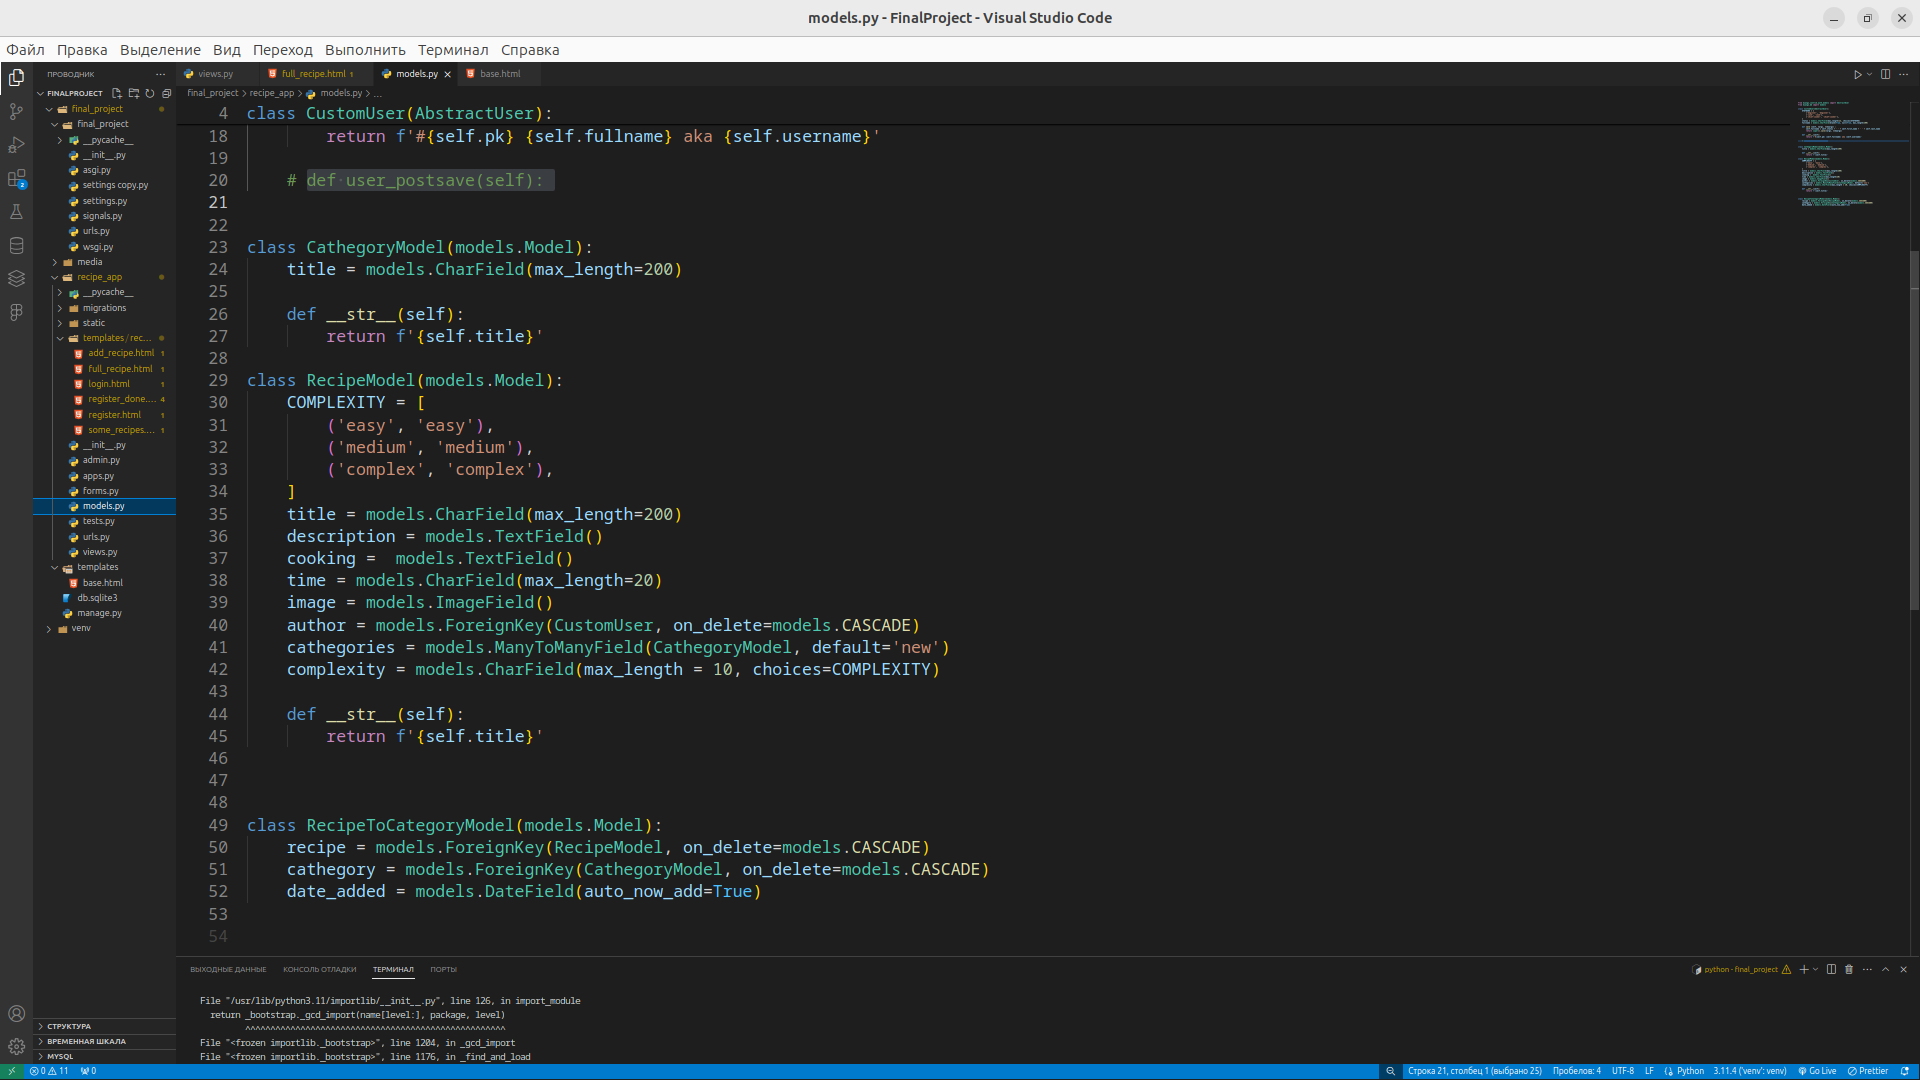 models.py - FinalProject - Visual Studio Code
Файл Правка Выделение Вид Переход Выполнить Терминал Справка
ПРОВОДНИК
FINALPROJECT
final_project
final_project
__pycache__
__init__.py
asgi.py
settings copy.py
settings.py
signals.py
urls.py
wsgi.py
media
recipe_app
__pycache__
migrations
static
templates/rec...
add_recipe.html 1
full_recipe.html 1
login.html 1
register_done.... 4
register.html 1
some_recipes.... 1
__init__.py
admin.py
apps.py
forms.py
models.py
tests.py
urls.py
views.py
templates
base.html
db.sqlite3
manage.py
venv
СТРУКТУРА
ВРЕМЕННАЯ ШКАЛА
MYSQL
2
views.py full_recipe.html 1 models.py base.html
final_project > recipe_app > models.py > ...
4 class CustomUser(AbstractUser):
18 return f'#{self.pk} {self.fullname} aka {self.username}'
19
20 # def user_postsave(self):
21
22
23 class CathegoryModel(models.Model):
24 title = models.CharField(max_length=200)
25
26 def __str__(self):
27 return f'{self.title}'
28
29 class RecipeModel(models.Model):
30 COMPLEXITY = [
31 ('easy', 'easy'),
32 ('medium', 'medium'),
33 ('complex', 'complex'),
34 ]
35 title = models.CharField(max_length=200)
36 description = models.TextField()
37 cooking =  models.TextField()
38 time = models.CharField(max_length=20)
39 image = models.ImageField()
40 author = models.ForeignKey(CustomUser, on_delete=models.CASCADE)
41 cathegories = models.ManyToManyField(CathegoryModel, default='new')
42 complexity = models.CharField(max_length = 10, choices=COMPLEXITY)
43
44 def __str__(self):
45 return f'{self.title}'
46
47
48
49 class RecipeToCategoryModel(models.Model):
50 recipe = models.ForeignKey(RecipeModel, on_delete=models.CASCADE)
51 cathegory = models.ForeignKey(CathegoryModel, on_delete=models.CASCADE)
52 date_added = models.DateField(auto_now_add=True)
53
54
ВЫХОДНЫЕ ДАННЫЕ КОНСОЛЬ ОТЛАДКИ ТЕРМИНАЛ ПОРТЫ
python - final_project
File "/usr/lib/python3.11/importlib/__init__.py", line 126, in import_module
return _bootstrap._gcd_import(name[level:], package, level)
^^^^^^^^^^^^^^^^^^^^^^^^^^^^^^^^^^^^^^^^^^^^^^^^^^^^
File "<frozen importlib._bootstrap>", line 1204, in _gcd_import
File "<frozen importlib._bootstrap>", line 1176, in _find_and_load
0 11 0 Строка 21, столбец 1 (выбрано 25) Пробелов: 4 UTF-8 LF Python 3.11.4 ('venv': venv) Go Live Prettier